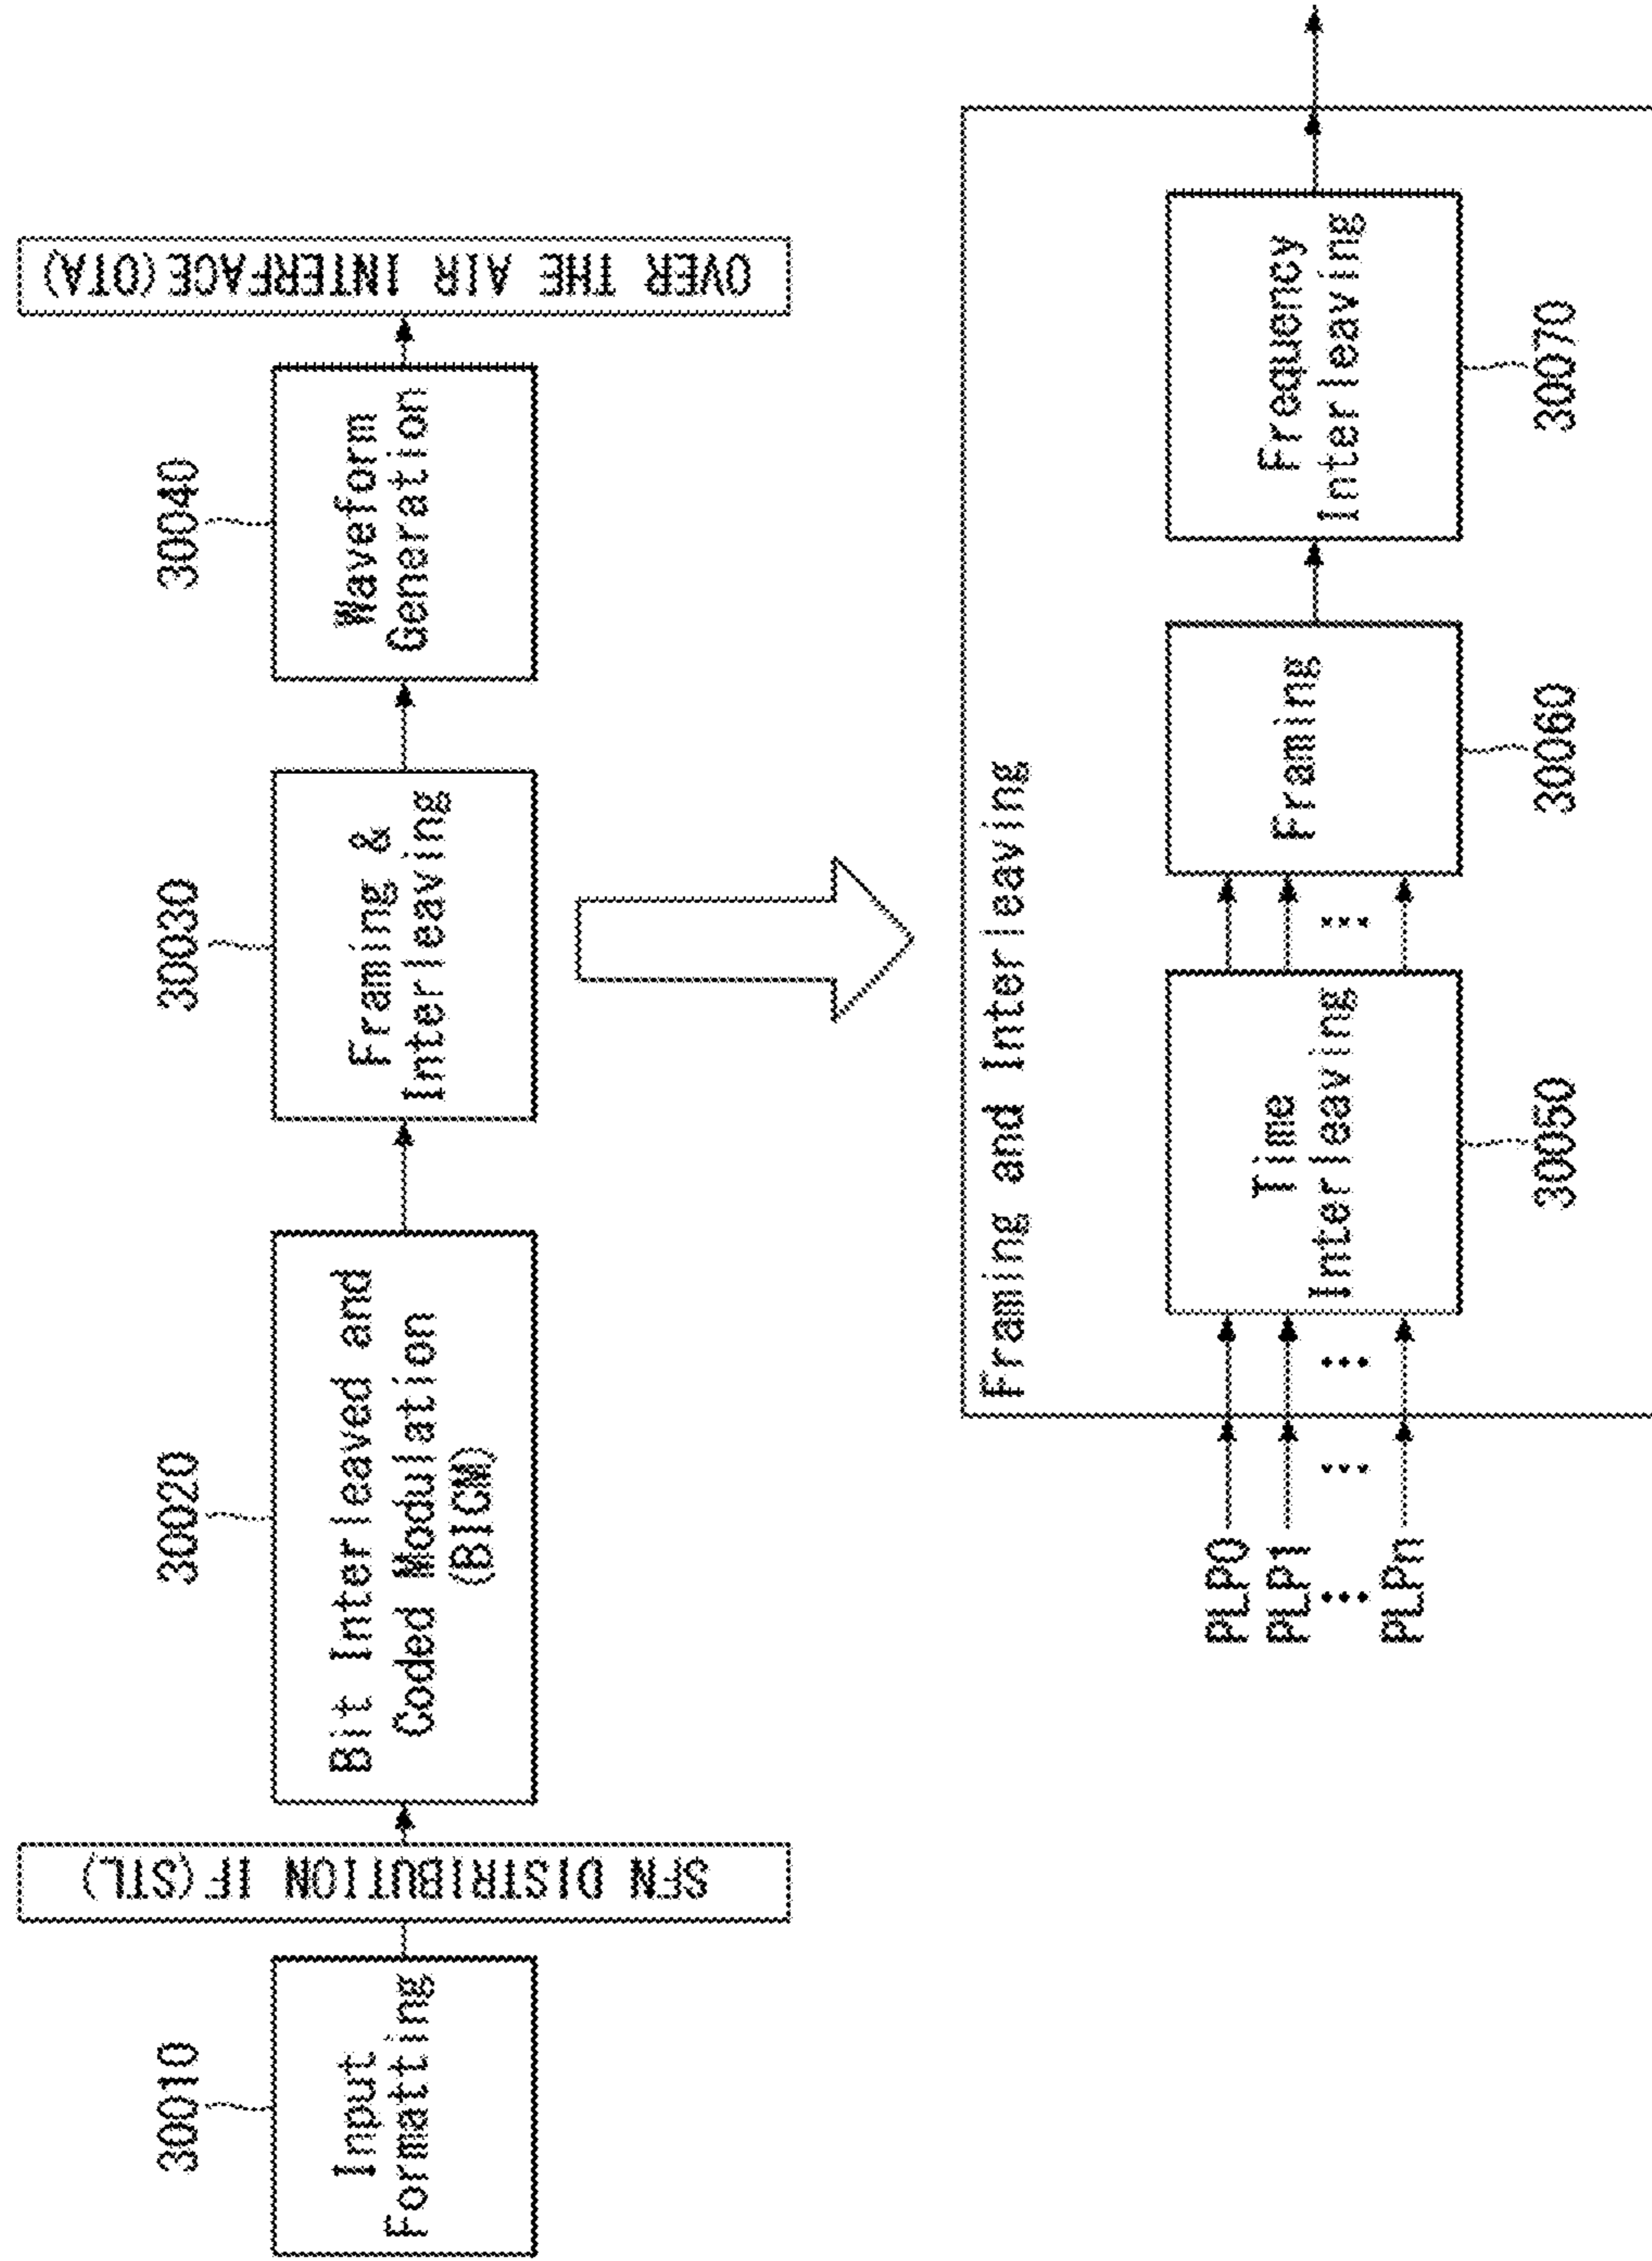 30010
Input
Formatting
SFN DISTRIBUTION IF(STL)
30020
Bit Interleaved and
Coded Modulation
(BICM)
30030
Framing &
Interleaving
30040
Waveform
Generation
OVER THE AIR INTERFACE(OTA)
Framing and Interleaving
PLP0
PLP1
...
PLPn
...
...
Time
Interleaving
30050
...
Framing
30060
Frequency
Interleaving
30070